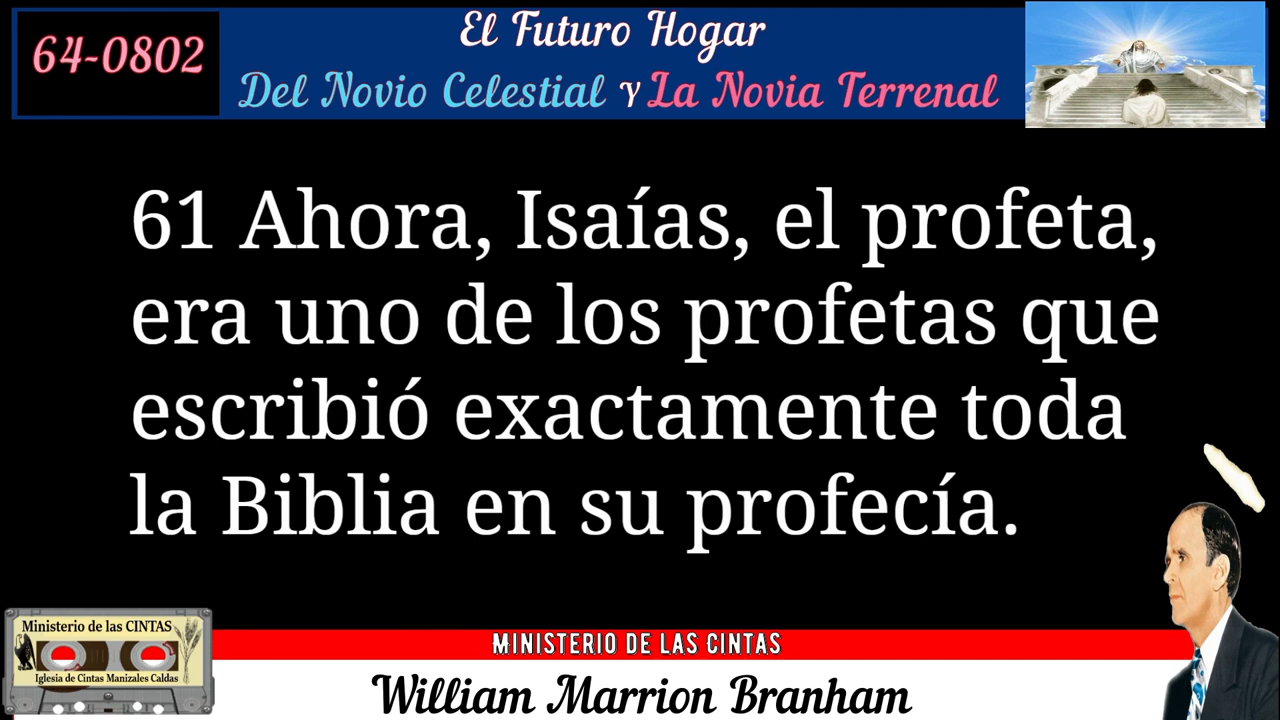 64-0802
El Futuro Hogar
Del Novio Celestial Y La Novia Terrenal
61 Ahora, Isaías, el profeta,
era uno de los profetas que
escribió exactamente toda
la Biblia en su profecía.
Ministerio de las CINTAS
Iglesia de Cintas Manizales Caldas
MINISTERIO DE LAS CINTAS
William Marrion Branham